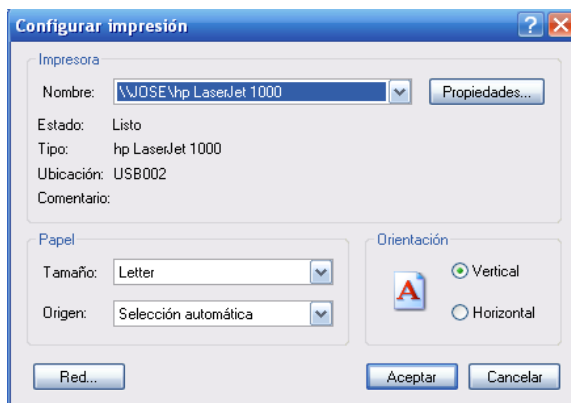 Configurar impresión
Impresora
Nombre: \\JOSE\hp LaserJet 1000 Propiedades...
Estado: Listo
Tipo: hp LaserJet 1000
Ubicación: USB002
Comentario:
Papel
Tamaño: Letter
Origen: Selección automática
Orientación
A
Vertical
Horizontal
Red... Aceptar Cancelar